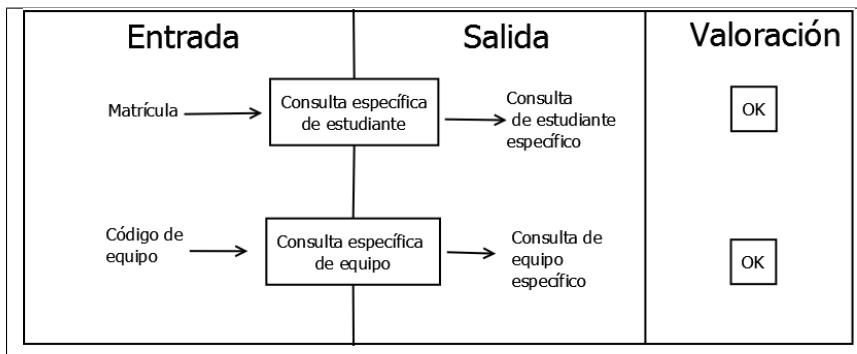 Entrada
Salida
Valoración
Matrícula
Consulta específica
de estudiante
Consulta
de estudiante
específico
OK
Código de
equipo
Consulta específica
de equipo
Consulta de
equipo
específico
OK